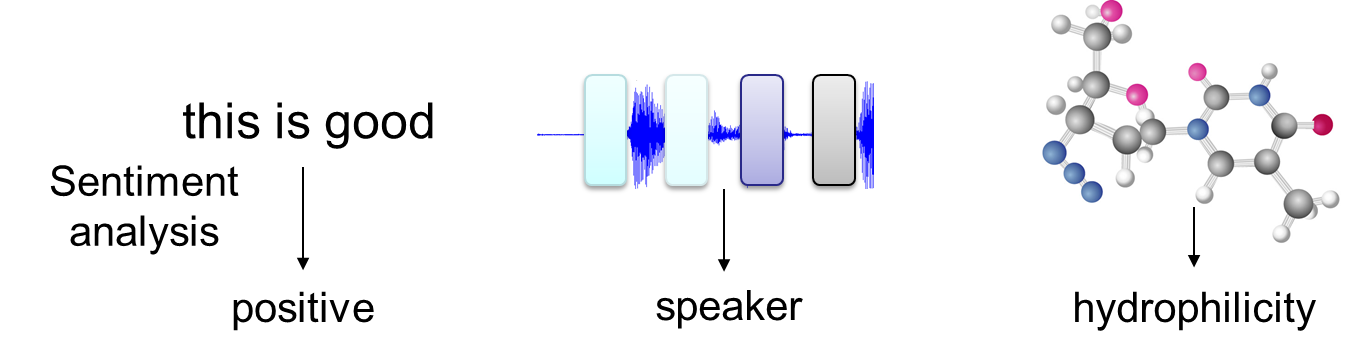 this is good
Sentiment
analysis
positive
speaker
hydrophilicity